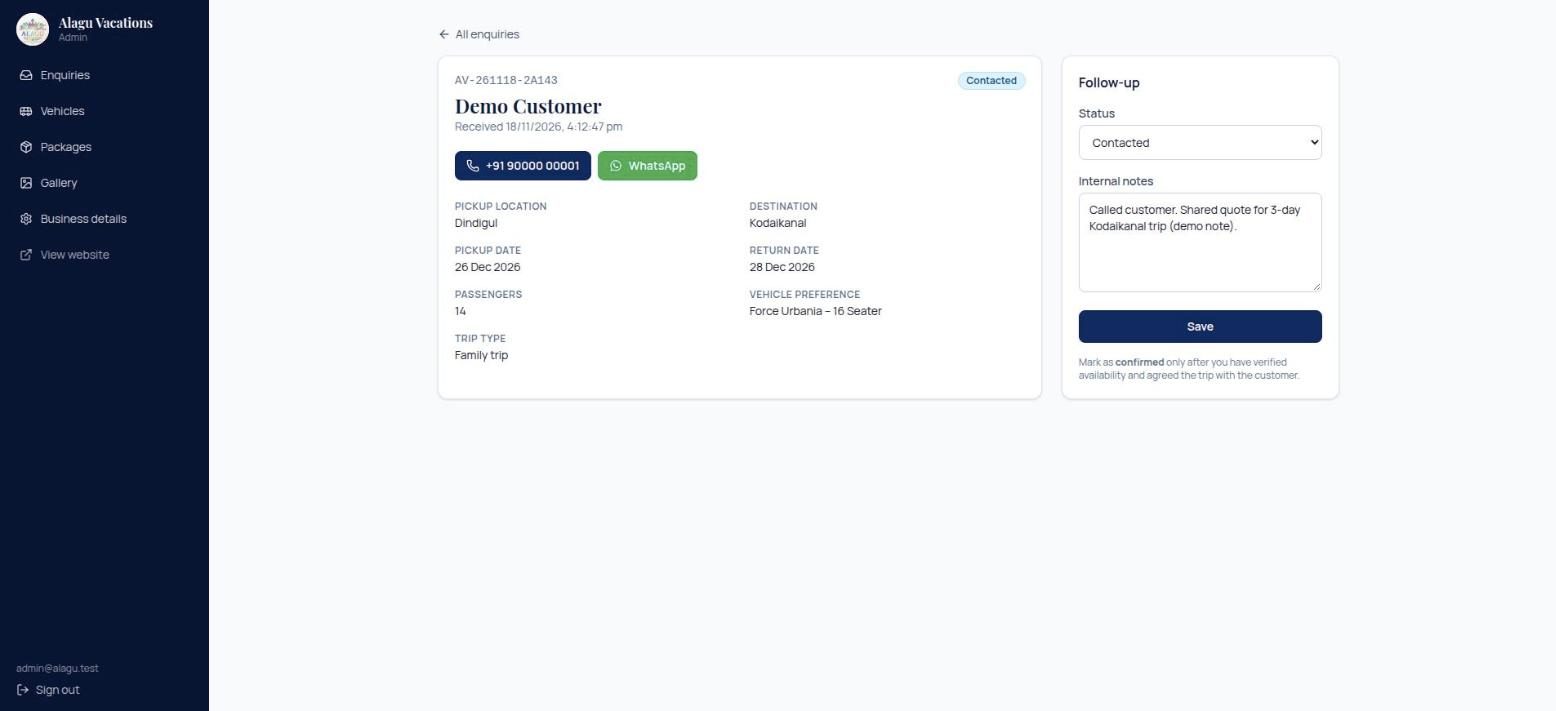 Alagu Vacations
Admin
Enquiries
Vehicles
Packages
Gallery
Business details
View website
admin@alagu.test
Sign out
All enquiries
AV-261118-2A143
Contacted
Demo Customer
Received 18/11/2026, 4:12:47 pm
+91 90000 00001
WhatsApp
PICKUP LOCATION
Dindigul
DESTINATION
Kodaikanal
PICKUP DATE
26 Dec 2026
RETURN DATE
28 Dec 2026
PASSENGERS
14
VEHICLE PREFERENCE
Force Urbania – 16 Seater
TRIP TYPE
Family trip
Follow-up
Status
Contacted
Internal notes
Called customer. Shared quote for 3-day
Kodaikanal trip (demo note).
Save
Mark as confirmed only after you have verified
availability and agreed the trip with the customer.